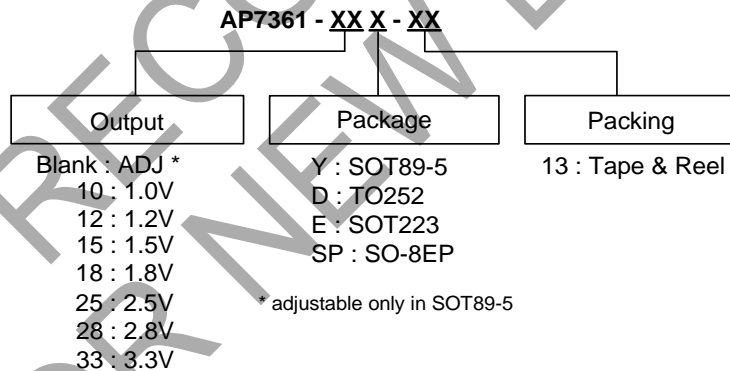 AP7361 - XX X - XX
Output
Package
Packing
Blank : ADJ *
10 : 1.0V
12 : 1.2V
15 : 1.5V
18 : 1.8V
25 : 2.5V
28 : 2.8V
33 : 3.3V
Y : SOT89-5
D : TO252
E : SOT223
SP : SO-8EP
* adjustable only in SOT89-5
13 : Tape & Reel
RECO
R NEW